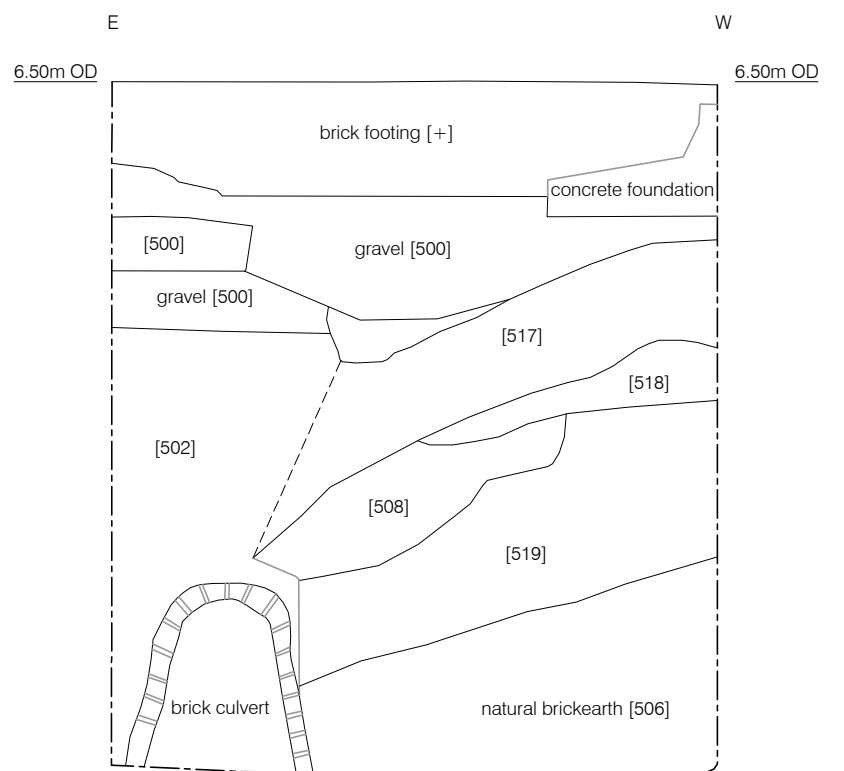 E W
6.50m OD 6.50m OD
brick footing [+]
concrete foundation
[500] gravel [500]
gravel [500]
[517]
[518]
[502]
[508]
[519]
brick culvert natural brickearth [506]